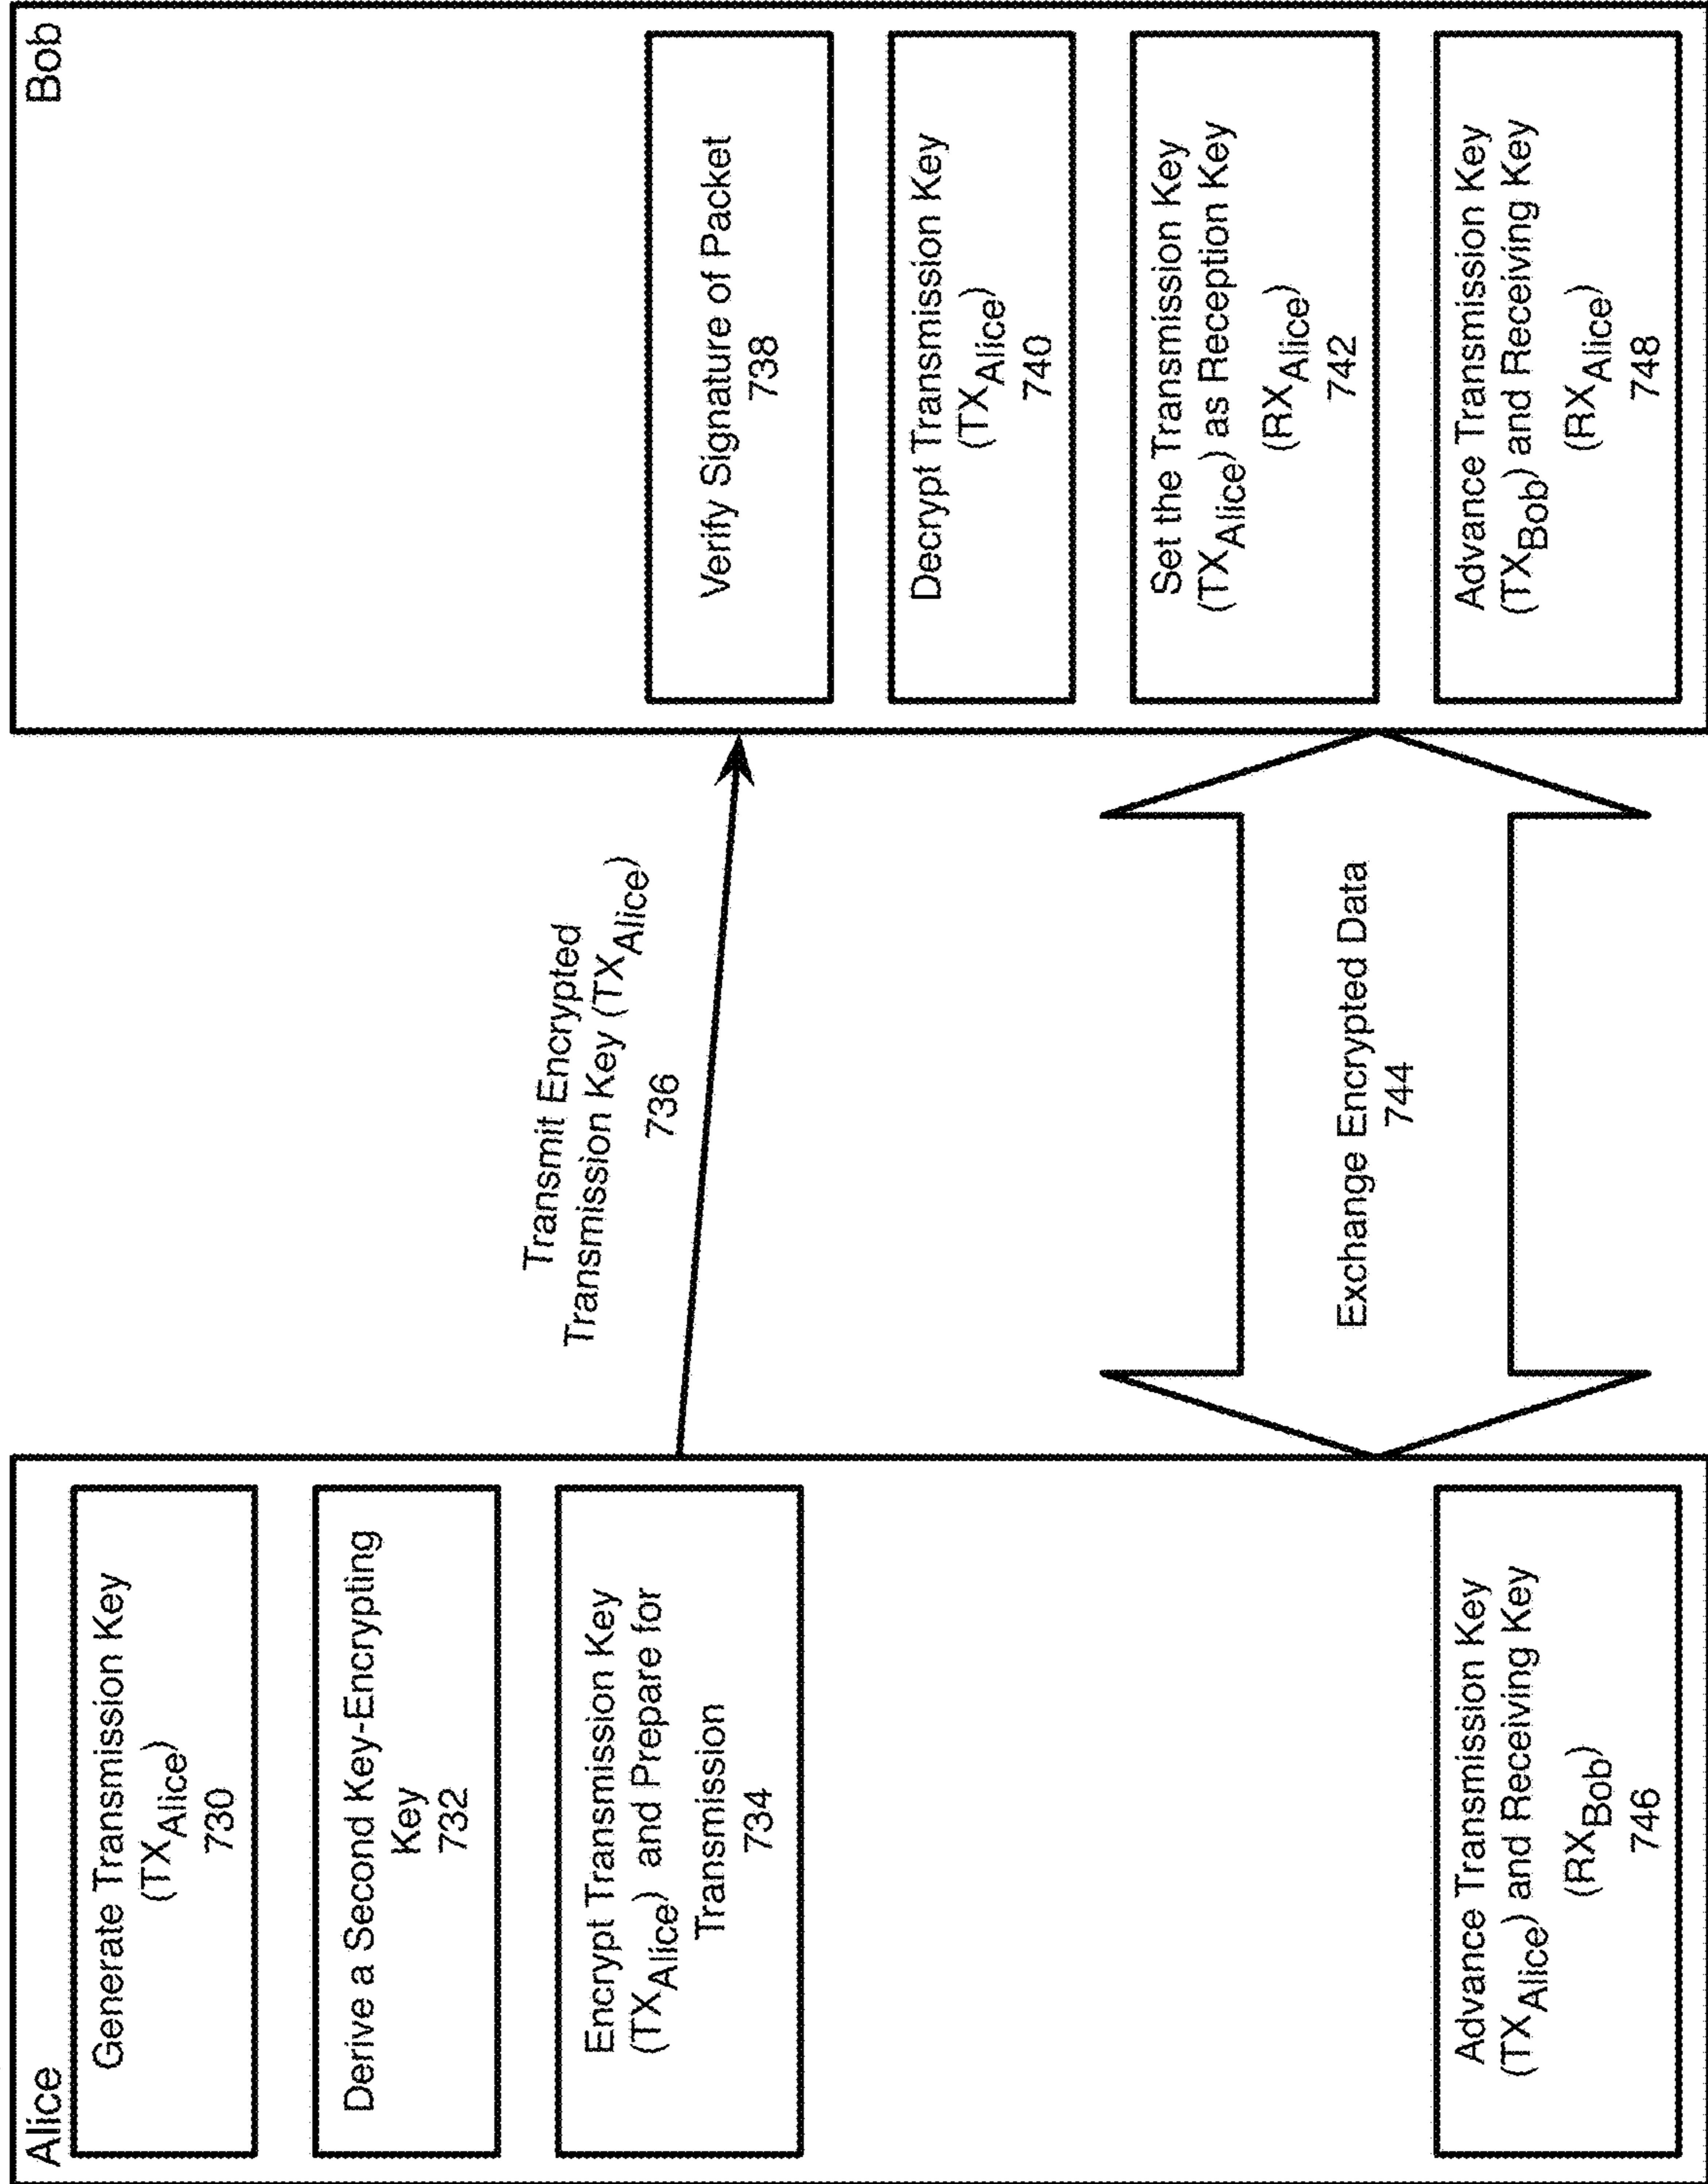 Alice
Generate Transmission Key
(TXAlice)
730
Derive a Second Key-Encrypting
Key
732
Encrypt Transmission Key
(TXAlice) and Prepare for
Transmission
734
Transmit Encrypted
Transmission Key (TXAlice)
736
Bob
Verify Signature of Packet
738
Decrypt Transmission Key
(TXAlice)
740
Set the Transmission Key
(TXAlice) as Reception Key
(RXAlice)
742
Exchange Encrypted Data
744
Advance Transmission Key
(TXAlice) and Receiving Key
(RXBob)
746
Advance Transmission Key
(TXBob) and Receiving Key
(RXAlice)
748